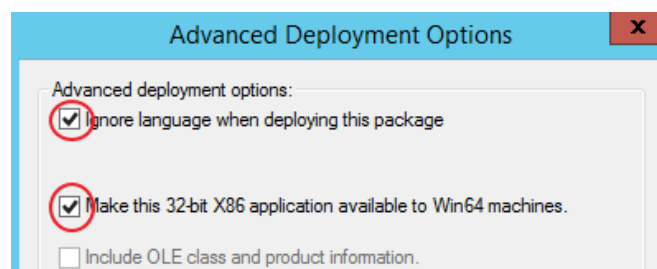 Advanced Deployment Options
x
Advanced deployment options:
Ignore language when deploying this package
Make this 32-bit X86 application available to Win64 machines.
Include OLE class and product information.